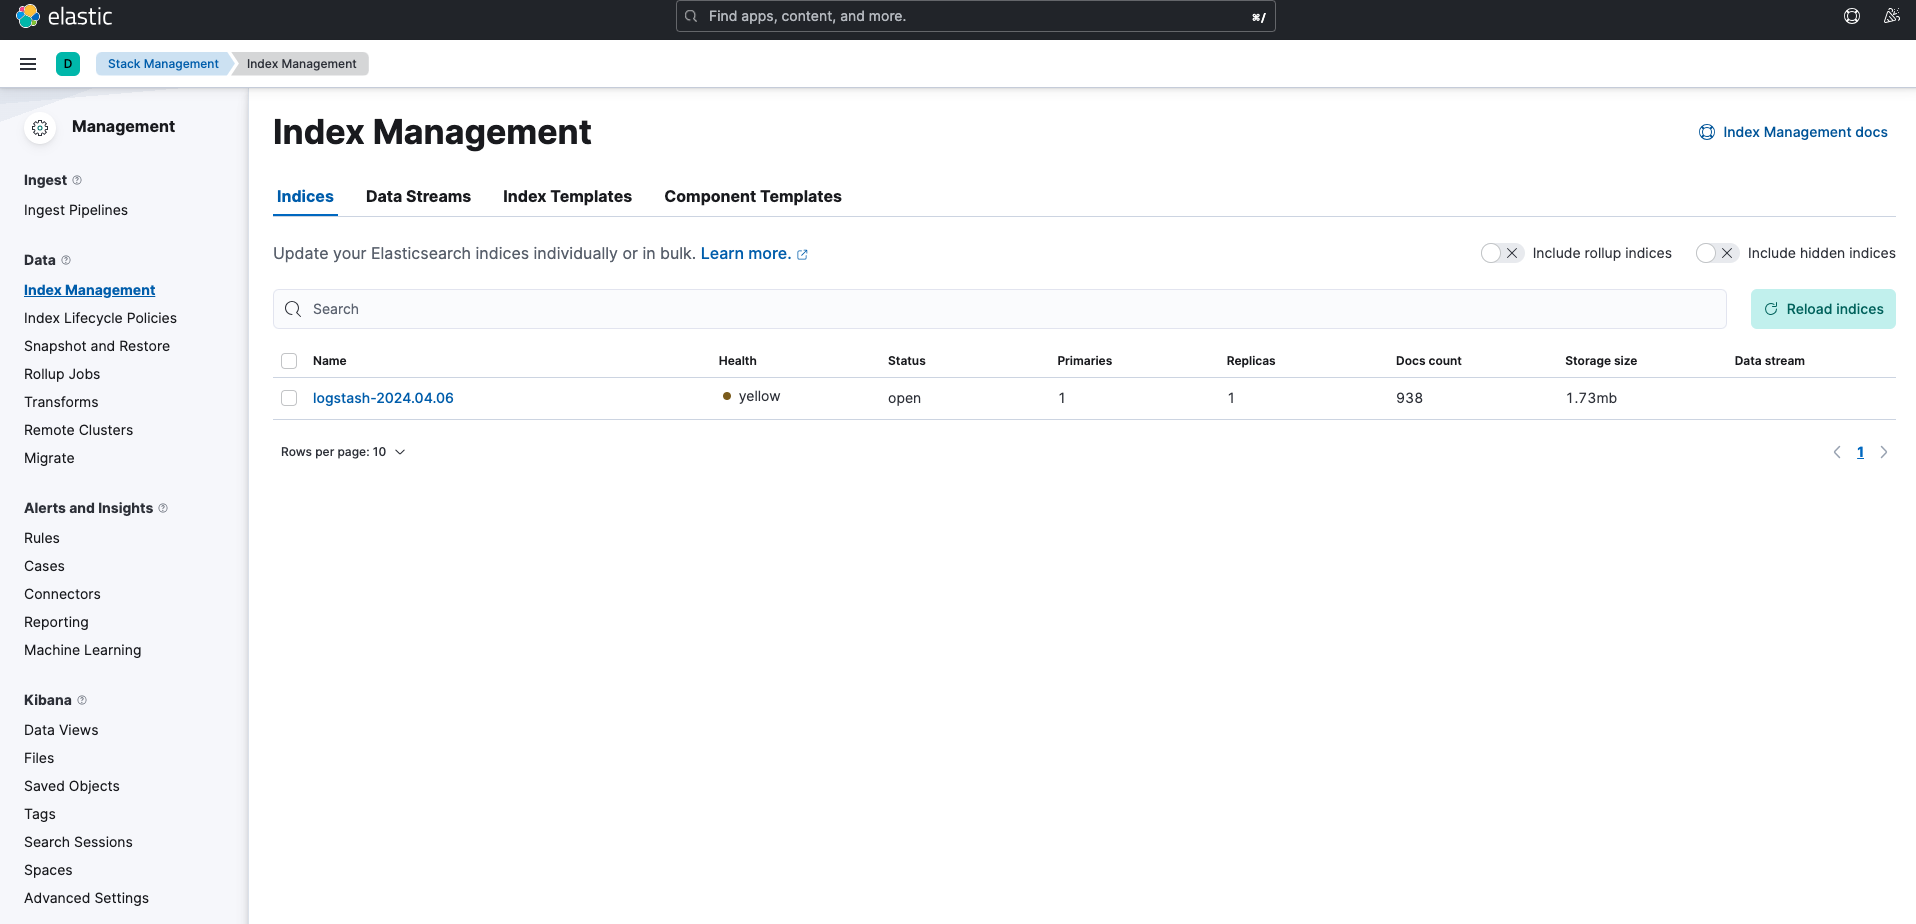 elastic
Find apps, content, and more.
⌘/
D
Stack Management
Index Management
Management
Ingest
Ingest Pipelines
Data
Index Management
Index Lifecycle Policies
Snapshot and Restore
Rollup Jobs
Transforms
Remote Clusters
Migrate
Alerts and Insights
Rules
Cases
Connectors
Reporting
Machine Learning
Kibana
Data Views
Files
Saved Objects
Tags
Search Sessions
Spaces
Advanced Settings
Index Management
Index Management docs
Indices Data Streams Index Templates Component Templates
Update your Elasticsearch indices individually or in bulk. Learn more.
Include rollup indices
Include hidden indices
Search
Reload indices
Name Health Status Primaries Replicas Docs count Storage size Data stream
logstash-2024.04.06 yellow open 1 1 938 1.73mb
Rows per page: 10
1